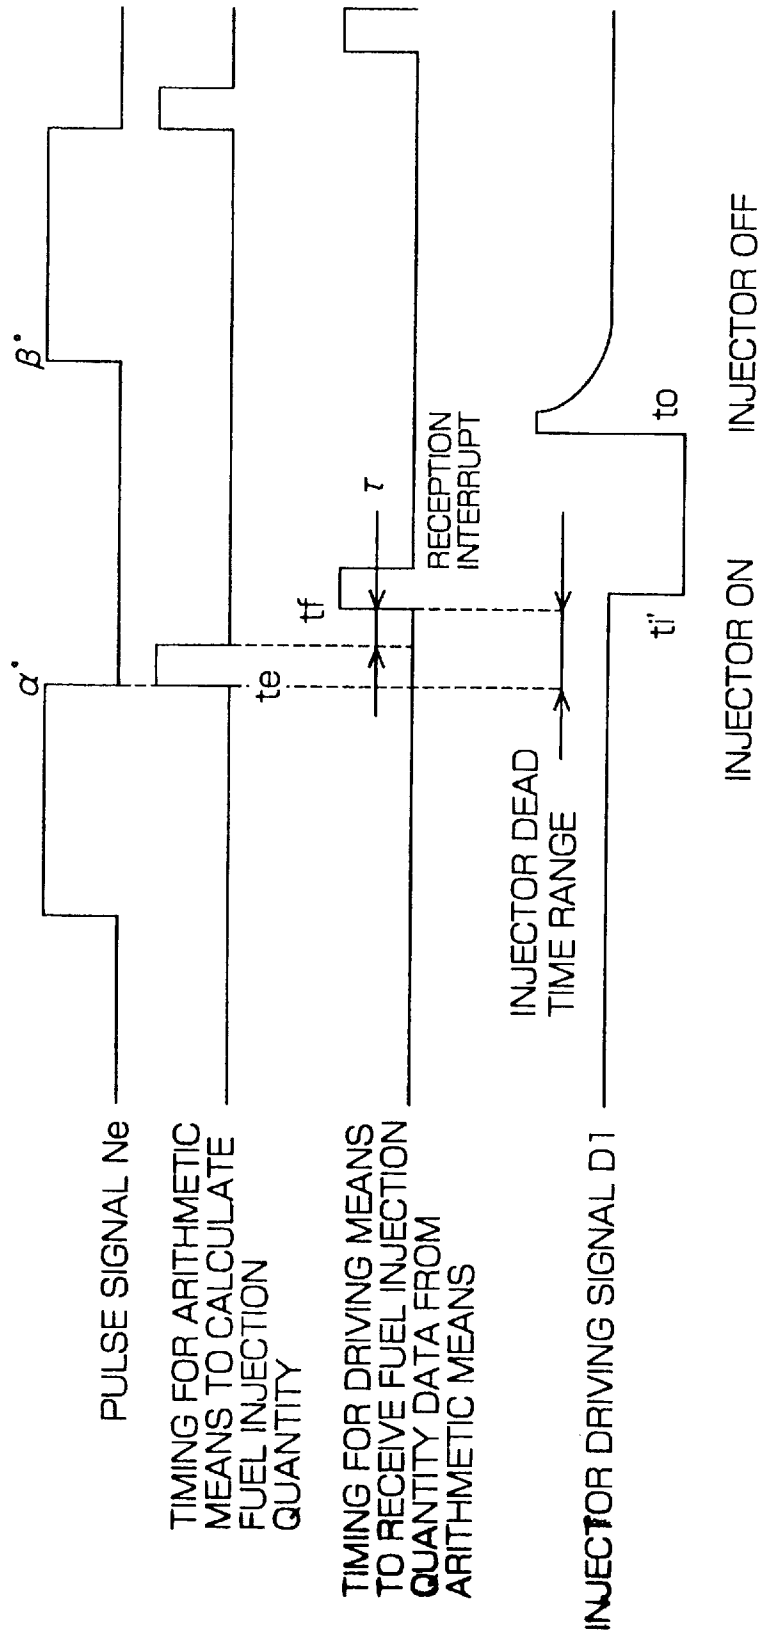 PULSE SIGNAL Ne
α°
β°
TIMING FOR ARITHMETIC
MEANS TO CALCULATE
FUEL INJECTION
QUANTITY
te
TIMING FOR DRIVING MEANS
TO RECEIVE FUEL INJECTION
QUANTITY DATA FROM
ARITHMETIC MEANS
tf
τ
RECEPTION
INTERRUPT
INJECTOR DEAD
TIME RANGE
INJECTOR DRIVING SIGNAL D1
ti'
to
INJECTOR ON
INJECTOR OFF